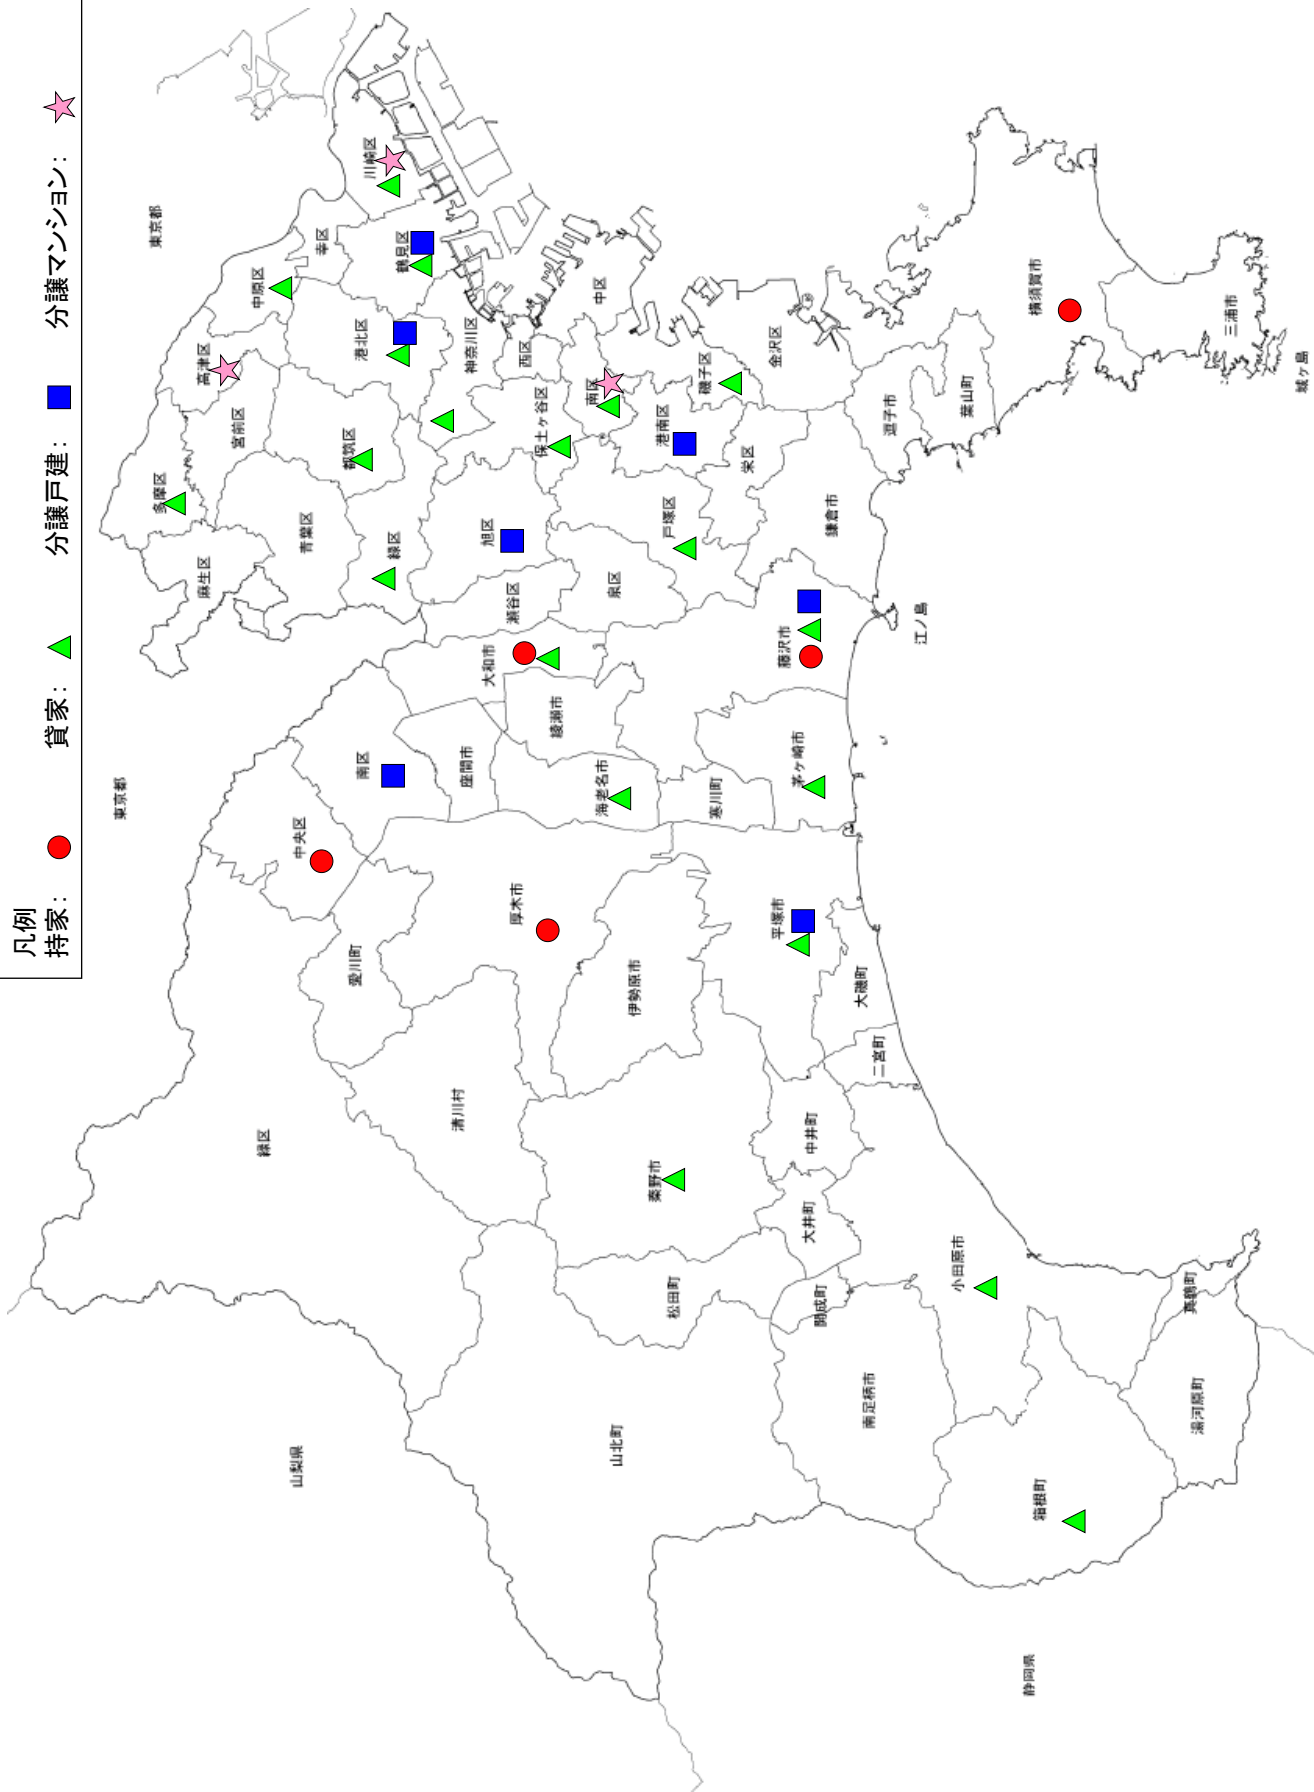 凡例
持家： 貸家： 分譲戸建： 分譲マンション：
東京都
東京都
山梨県
静岡県
川崎区
幸区
中原区
高津区
宮前区
多摩区
麻生区
鶴見区
港北区
都筑区
青葉区
緑区
神奈川区
西区
中区
南区
保土ヶ谷区
旭区
瀬谷区
磯子区
金沢区
港南区
栄区
戸塚区
泉区
横須賀市
三浦市
城ヶ島
逗子市
葉山町
鎌倉市
江ノ島
藤沢市
大和市
綾瀬市
座間市
海老名市
寒川町
茅ヶ崎市
南区
中央区
緑区
愛川町
厚木市
清川村
伊勢原市
平塚市
大磯町
二宮町
秦野市
中井町
大井町
松田町
開成町
山北町
南足柄市
小田原市
箱根町
真鶴町
湯河原町